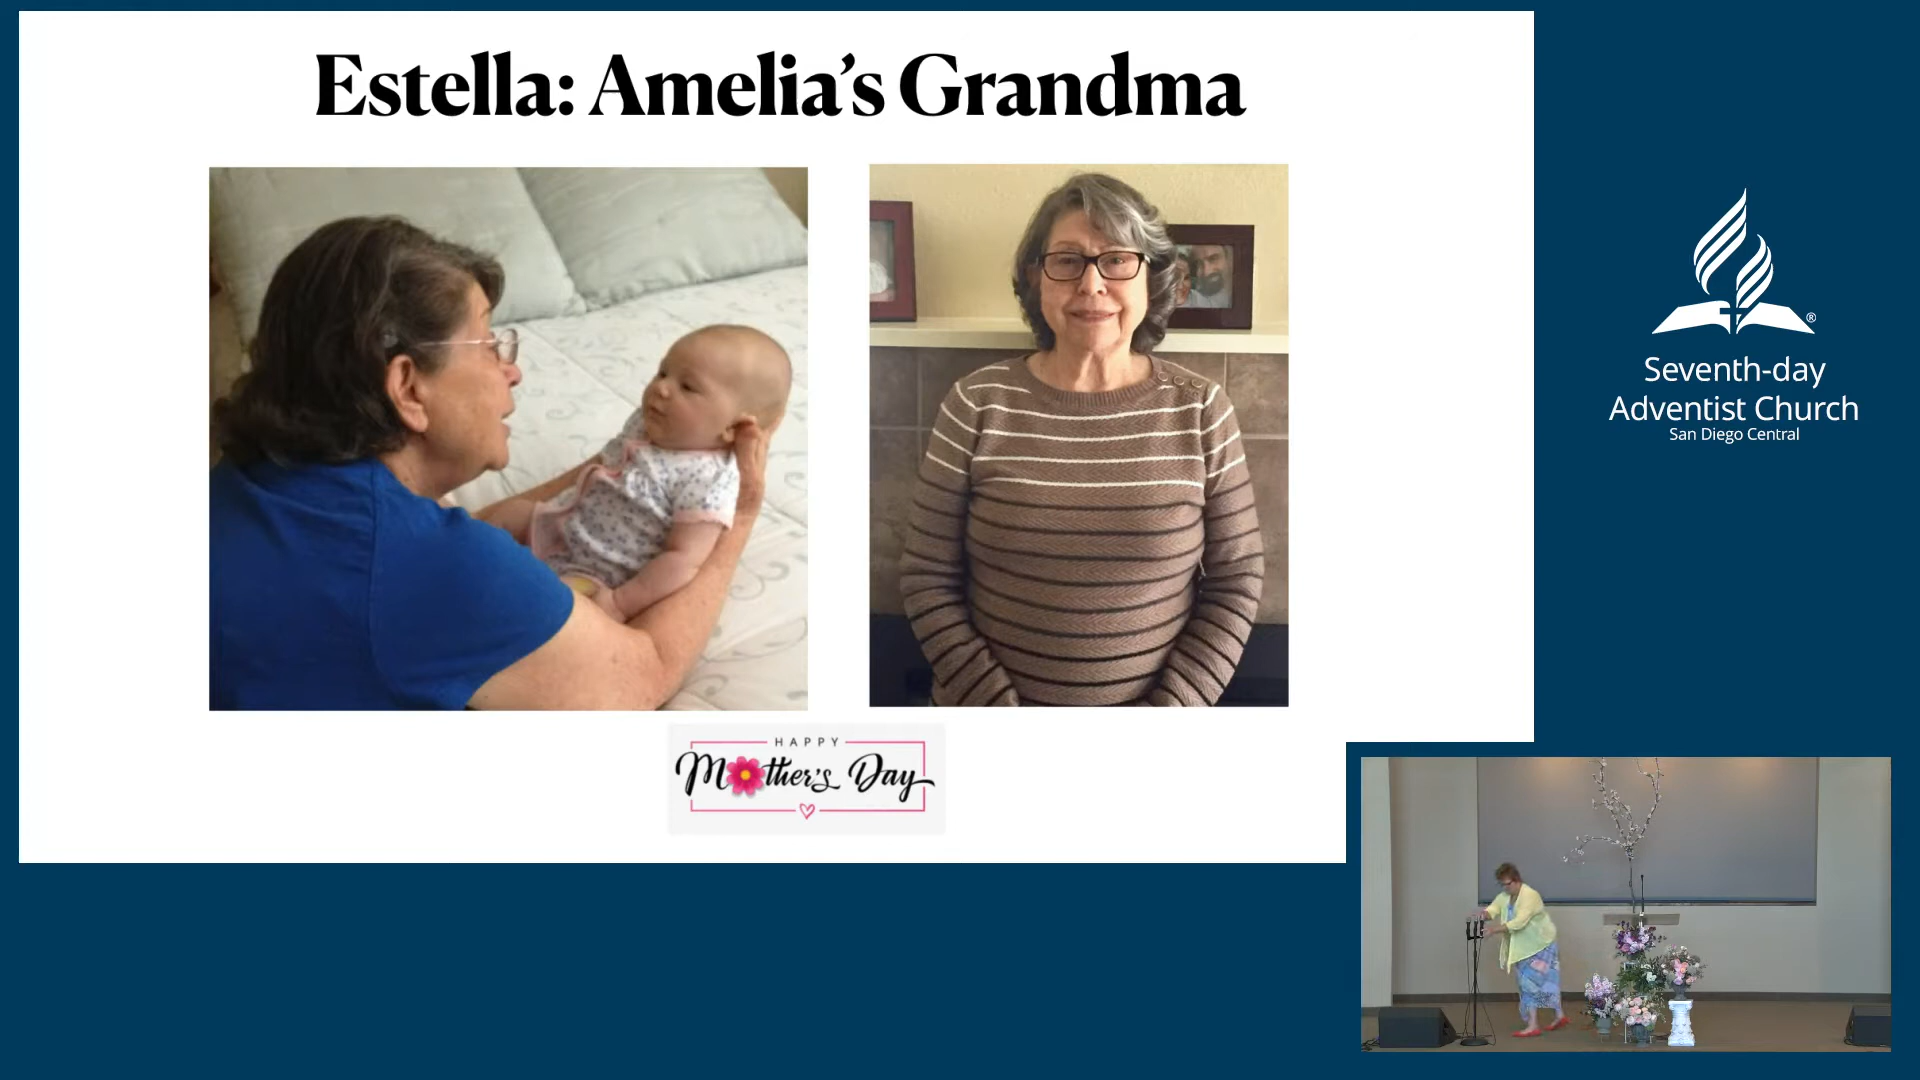 Estella: Amelia’s Grandma
HAPPY
Mother's Day
Seventh-day
Adventist Church
San Diego Central
®